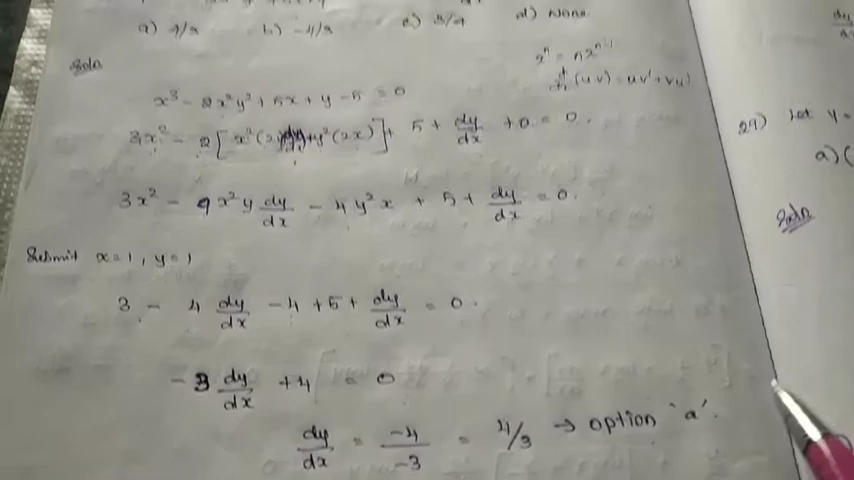 a) 4/3 b) -4/3 c) 3/4 d) None
Soln
x^n = nx^{n-1}
d/dx (uv) = uv' + vu'
x³ - 2x²y² + 5x + y - 5 = 0
3x² - 2[x²(2y dy/dx + y²(2x)] + 5 + dy/dx + 0 = 0.
3x² - 4x²y dy/dx - 4y²x + 5 + dy/dx = 0.
x=1, y=1
3 - 4 dy/dx - 4 + 5 + dy/dx = 0.
-3 dy/dx + 4 = 0
dy/dx = -4/-3 = 4/3 → option 'a'.
dy
27) Let y =
a) (
Soln